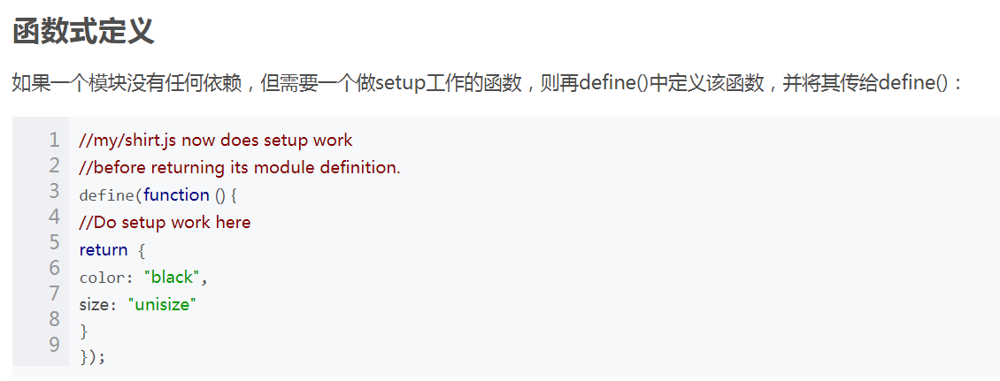 函数式定义
如果一个模块没有任何依赖，但需要一个做setup工作的函数，则再define()中定义该函数，并将其传给define()：
1 //my/shirt.js now does setup work
2 //before returning its module definition.
3 define(function () {
4 //Do setup work here
5 return {
6 color: "black",
7 size: "unisize"
8 }
9 });